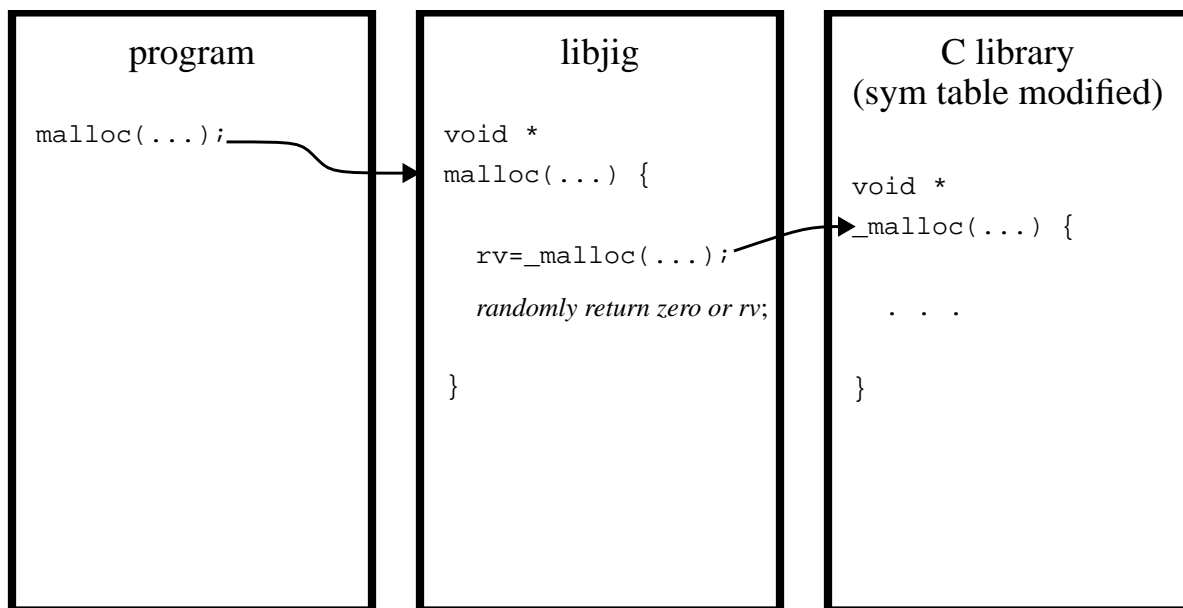 program
malloc(...);
libjig
void *
malloc(...) {
rv=_malloc(...);
randomly return zero or rv;
}
C library
(sym table modified)
void *
_malloc(...) {
. . .
}